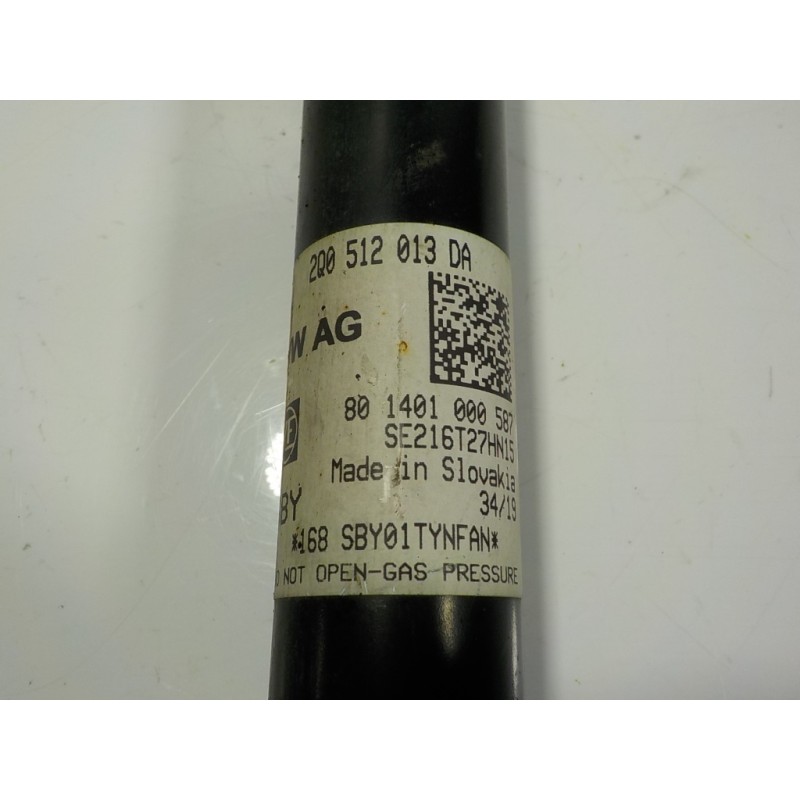 2Q0 512 013 DA
VW AG
80 1401 000 587
SE216T27HN15
Made in Slovakia
34/19
BY
*168 SBY01TYNFAN*
NOT OPEN-GAS PRESSURE